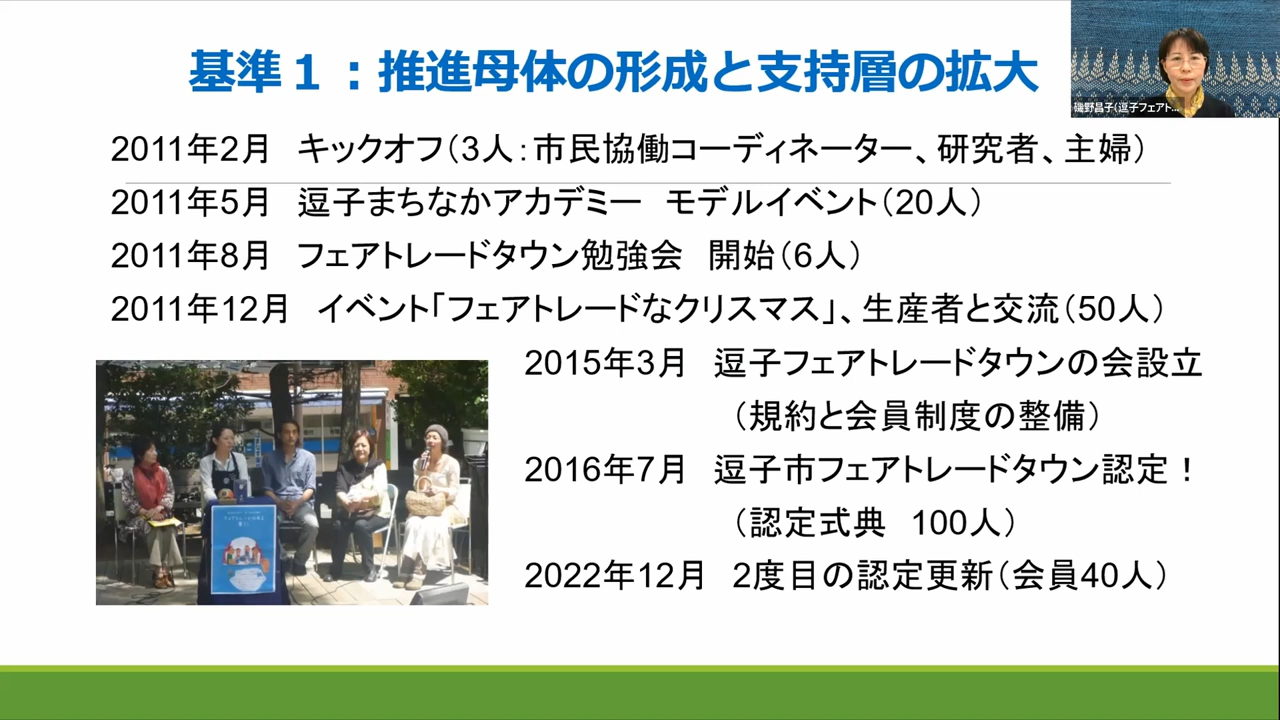 基準１：推進母体の形成と支持層の拡大
磯野昌子(逗子フェアト...
2011年2月　キックオフ（3人：市民協働コーディネーター、研究者、主婦）
2011年5月　逗子まちなかアカデミー　モデルイベント（20人）
2011年8月　フェアトレードタウン勉強会　開始（6人）
2011年12月　イベント「フェアトレードなクリスマス」、生産者と交流（50人）
2015年3月　逗子フェアトレードタウンの会設立
（規約と会員制度の整備）
2016年7月　逗子市フェアトレードタウン認定！
（認定式典　100人）
2022年12月　2度目の認定更新（会員40人）